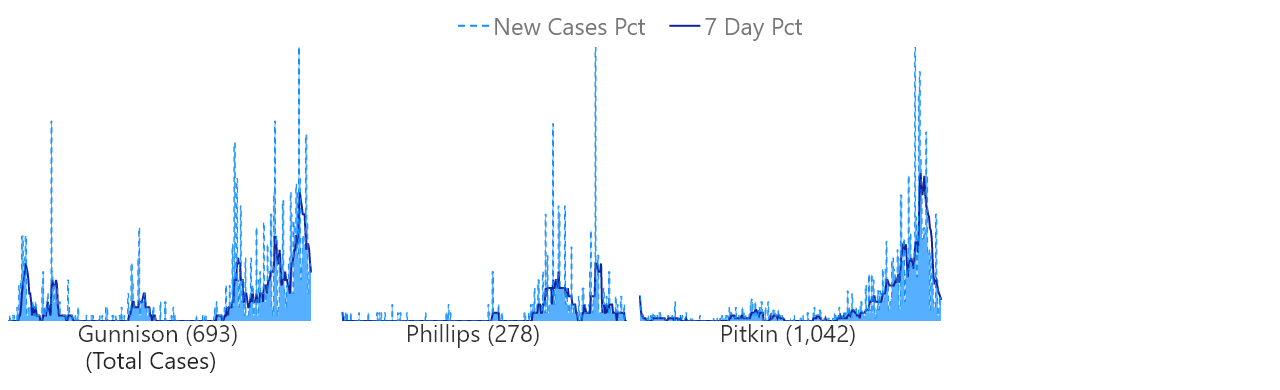 New Cases Pct 7 Day Pct
Gunnison (693) Phillips (278) Pitkin (1,042)
(Total Cases)